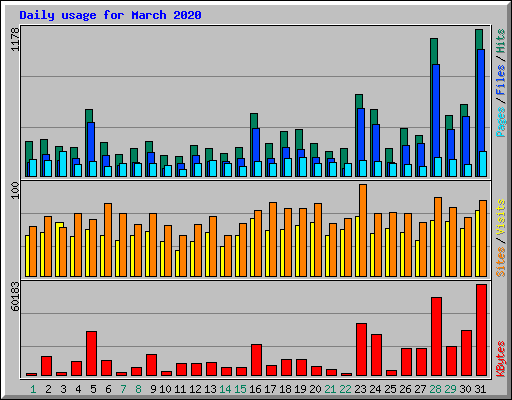 Daily usage for March 2020
1178
Pages / Files / Hits
100
Sites / Visits
60183
KBytes
1 2 3 4 5 6 7 8 9 10 11 12 13 14 15 16 17 18 19 20 21 22 23 24 25 26 27 28 29 30 31